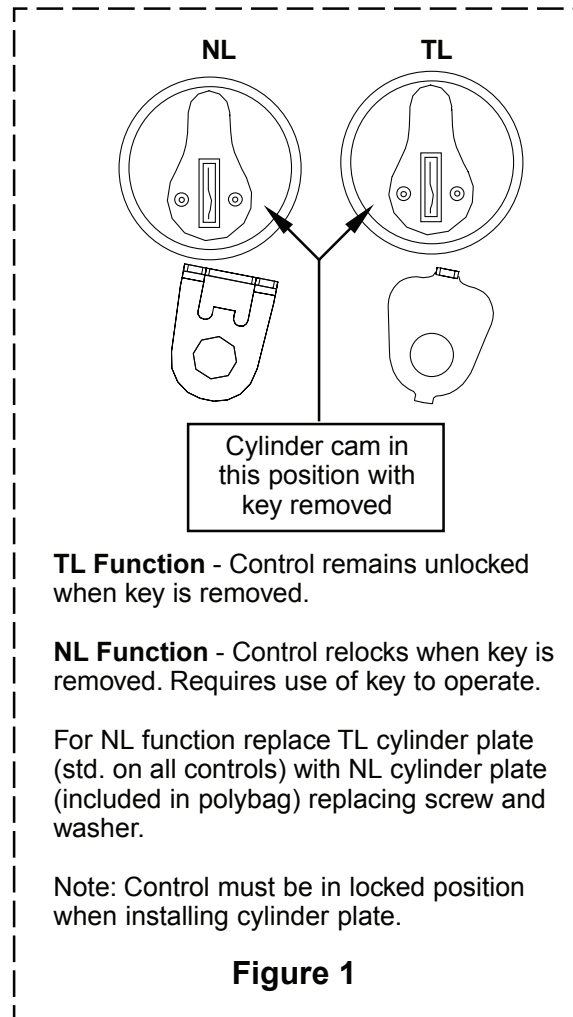 NL TL
Cylinder cam in
this position with
key removed
TL Function - Control remains unlocked
when key is removed.
NL Function - Control relocks when key is
removed. Requires use of key to operate.
For NL function replace TL cylinder plate
(std. on all controls) with NL cylinder plate
(included in polybag) replacing screw and
washer.
Note: Control must be in locked position
when installing cylinder plate.
Figure 1